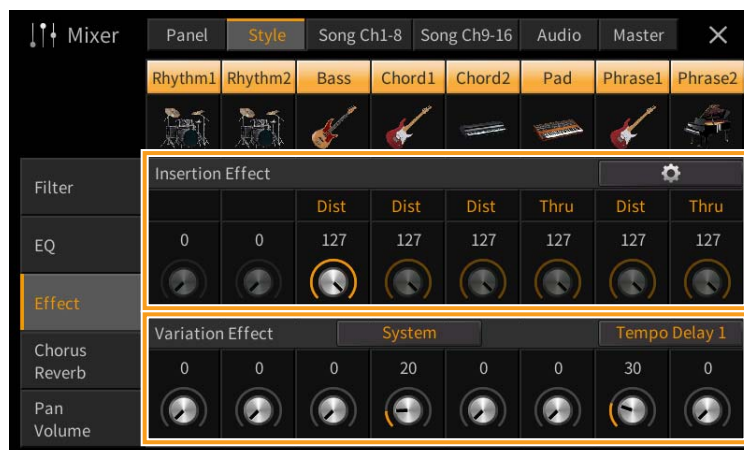 Mixer Panel Style Song Ch1-8 Song Ch9-16 Audio Master
Rhythm1 Rhythm2 Bass Chord1 Chord2 Pad Phrase1 Phrase2
Filter
EQ
Effect
Chorus
Reverb
Pan
Volume
Insertion Effect
Dist Dist Dist Thru Dist Thru
0 0 127 127 127 127 127 127
Variation Effect System Tempo Delay 1
0 0 0 20 0 0 30 0